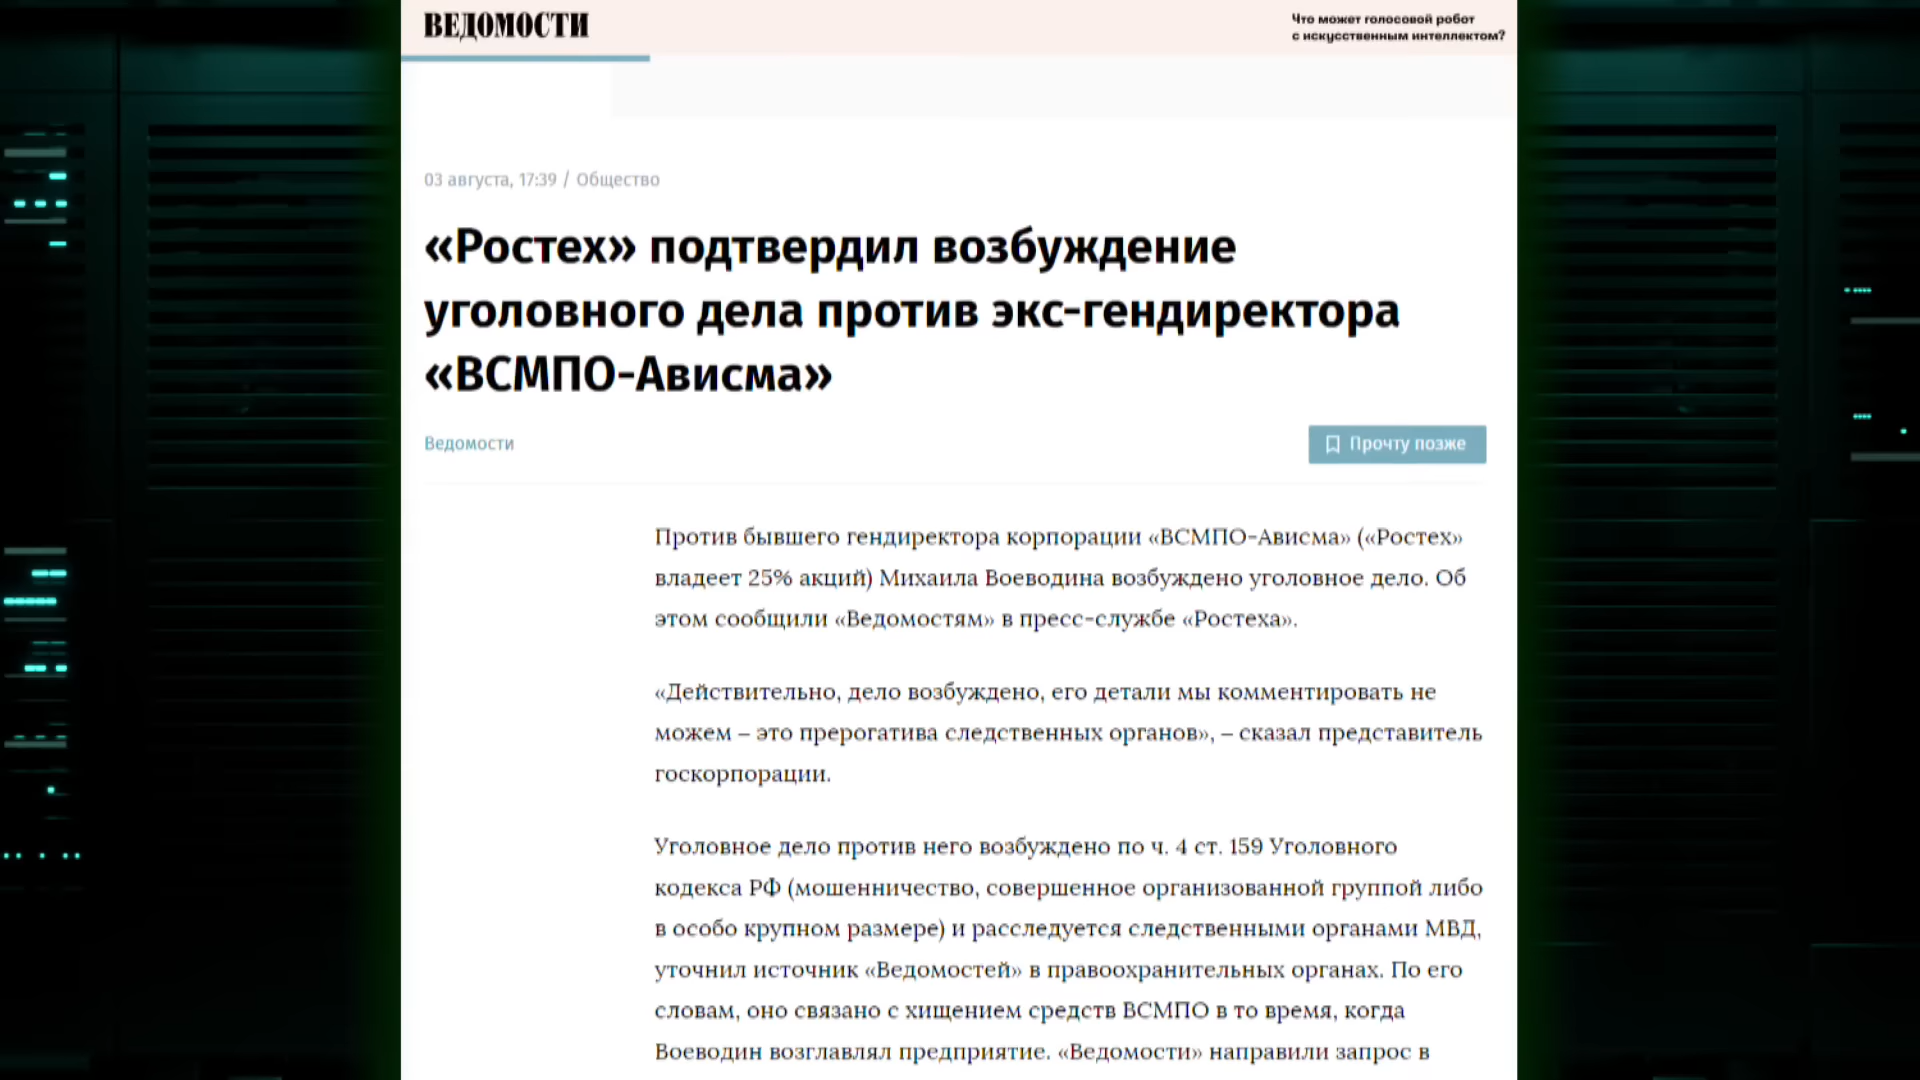 ВЕДОМОСТИ
Что может голосовой робот
с искусственным интеллектом?
03 августа, 17:39 / Общество
«Ростех» подтвердил возбуждение
уголовного дела против экс-гендиректора
«ВСМПО-Ависма»
Ведомости
Прочту позже
Против бывшего гендиректора корпорации «ВСМПО-Ависма» («Ростех»
владеет 25% акций) Михаила Воеводина возбуждено уголовное дело. Об
этом сообщили «Ведомостям» в пресс-службе «Ростеха».
«Действительно, дело возбуждено, его детали мы комментировать не
можем – это прерогатива следственных органов», – сказал представитель
госкорпорации.
Уголовное дело против него возбуждено по ч. 4 ст. 159 Уголовного
кодекса РФ (мошенничество, совершенное организованной группой либо
в особо крупном размере) и расследуется следственными органами МВД,
уточнил источник «Ведомостей» в правоохранительных органах. По его
словам, оно связано с хищением средств ВСМПО в то время, когда
Воеводин возглавлял предприятие. «Ведомости» направили запрос в